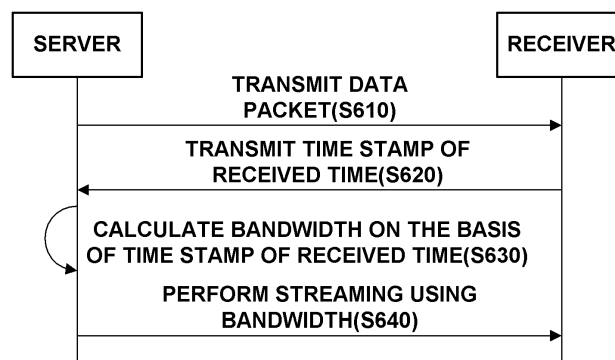 SERVER
RECEIVER
TRANSMIT DATA
PACKET(S610)
TRANSMIT TIME STAMP OF
RECEIVED TIME(S620)
CALCULATE BANDWIDTH ON THE BASIS
OF TIME STAMP OF RECEIVED TIME(S630)
PERFORM STREAMING USING
BANDWIDTH(S640)